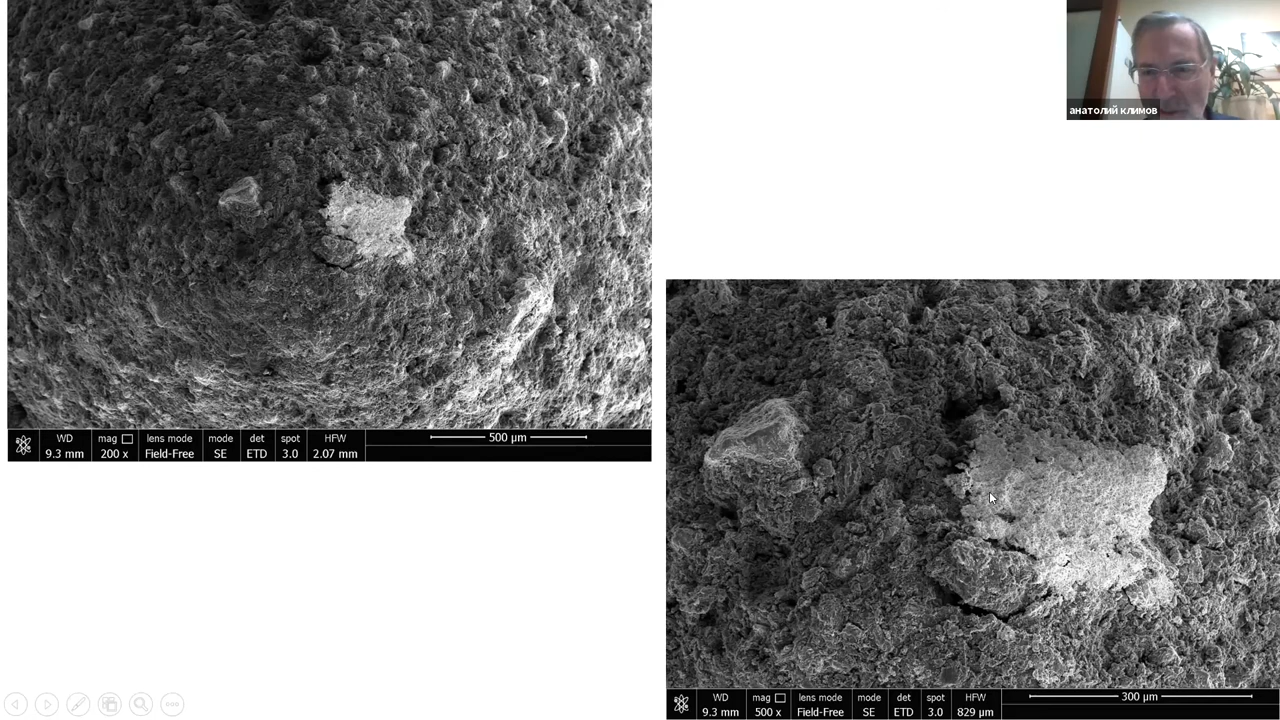 анатолий климов
WD mag lens mode mode det spot HFW
9.3 mm 200 x Field-Free SE ETD 3.0 2.07 mm
500 µm
WD mag lens mode mode det spot HFW
9.3 mm 500 x Field-Free SE ETD 3.0 829 µm
300 µm